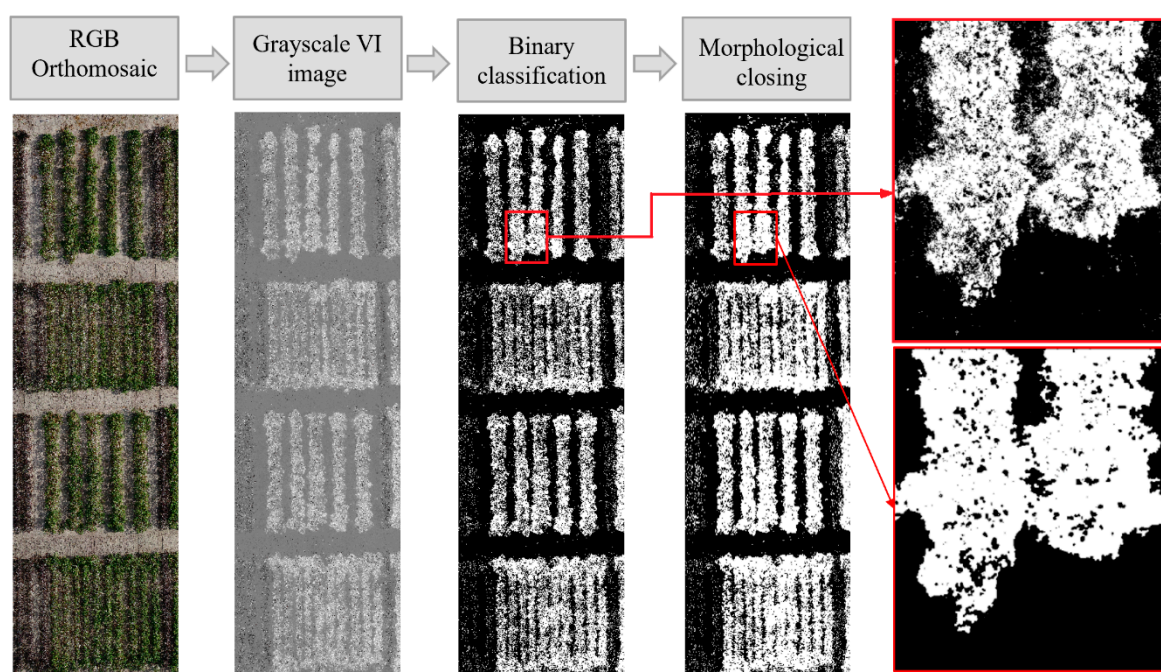 RGB
Orthomosaic
Grayscale VI
image
Binary
classification
Morphological
closing